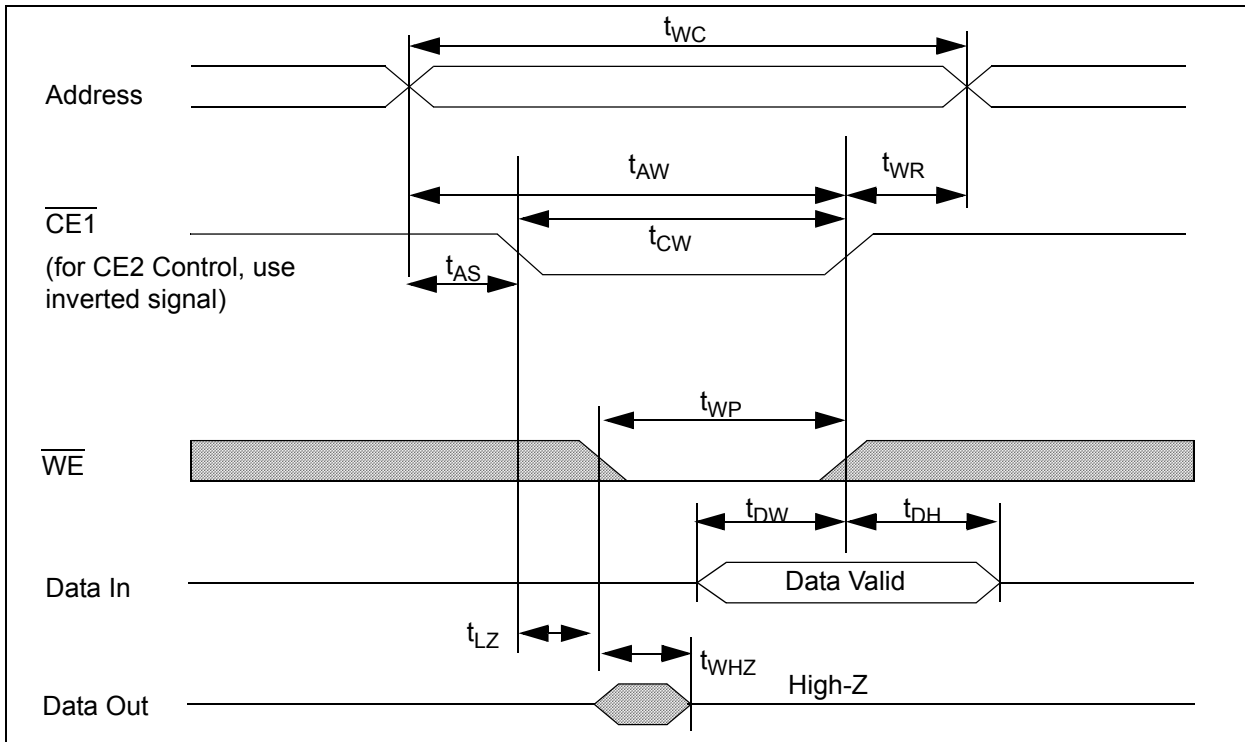 tWC
Address
tAW
tWR
CE1
tCW
(for CE2 Control, use
inverted signal)
tAS
tWP
WE
tDW
tDH
Data In
Data Valid
tLZ
tWHZ
Data Out
High-Z